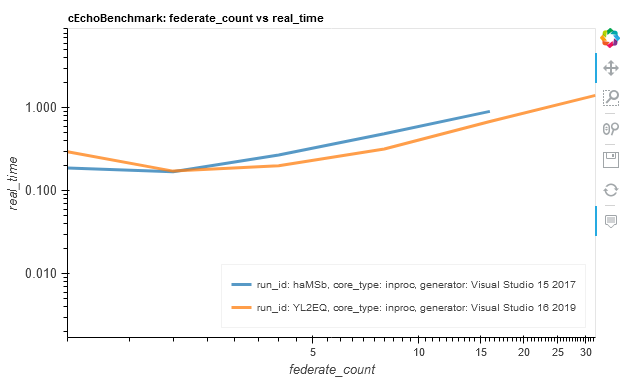 cEchoBenchmark: federate_count vs real_time
1.000
0.100
0.010
real_time
run_id: haMSb, core_type: inproc, generator: Visual Studio 15 2017
run_id: YL2EQ, core_type: inproc, generator: Visual Studio 16 2019
5 10 15 20 25 30
federate_count